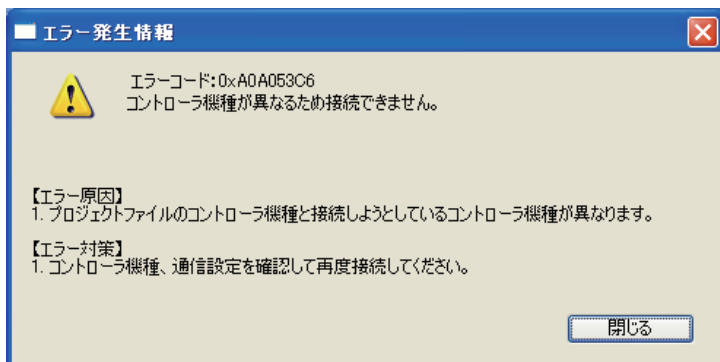 エラー発生情報
エラーコード:0xA0A053C6
コントローラ機種が異なるため接続できません。
【エラー原因】
1. プロジェクトファイルのコントローラ機種と接続しようとしているコントローラ機種が異なります。
【エラー対策】
1. コントローラ機種、通信設定を確認して再度接続してください。
閉じる